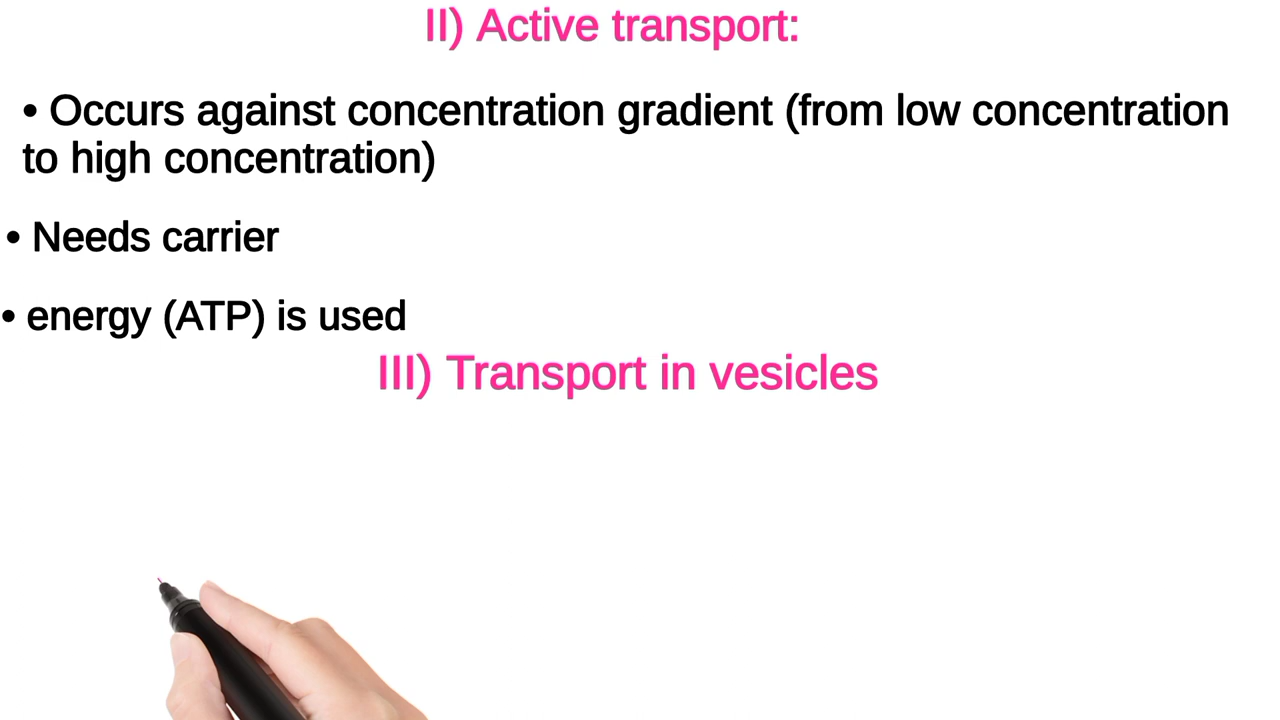 II) Active transport:
• Occurs against concentration gradient (from low concentration
to high concentration)
• Needs carrier
• energy (ATP) is used
III) Transport in vesicles